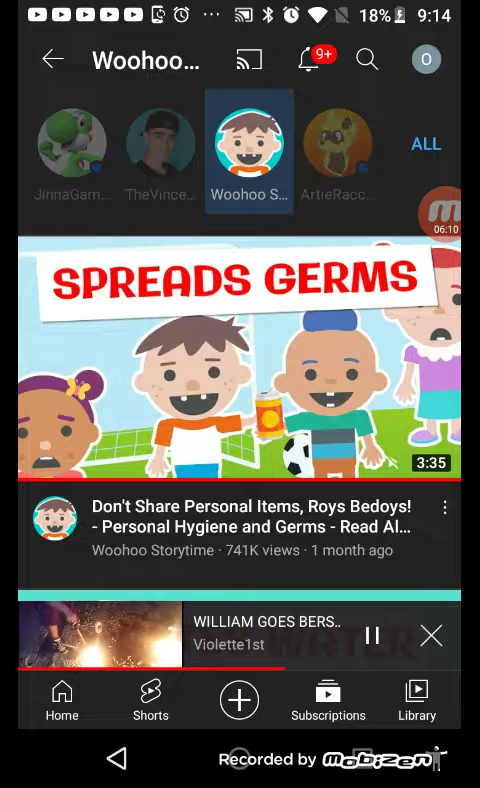 18% 9:14
Woohoo...
9+
O
JinnaGam...
TheVince...
Woohoo S...
ArtieRacc...
ALL
06:10
SPREADS GERMS
3:35
Don't Share Personal Items, Roys Bedoys!
- Personal Hygiene and Germs - Read Al...
Woohoo Storytime · 741K views · 1 month ago
WILLIAM GOES BERS..
Violette1st
WATER
Home
Shorts
Subscriptions
Library
Recorded by MOBIZEN